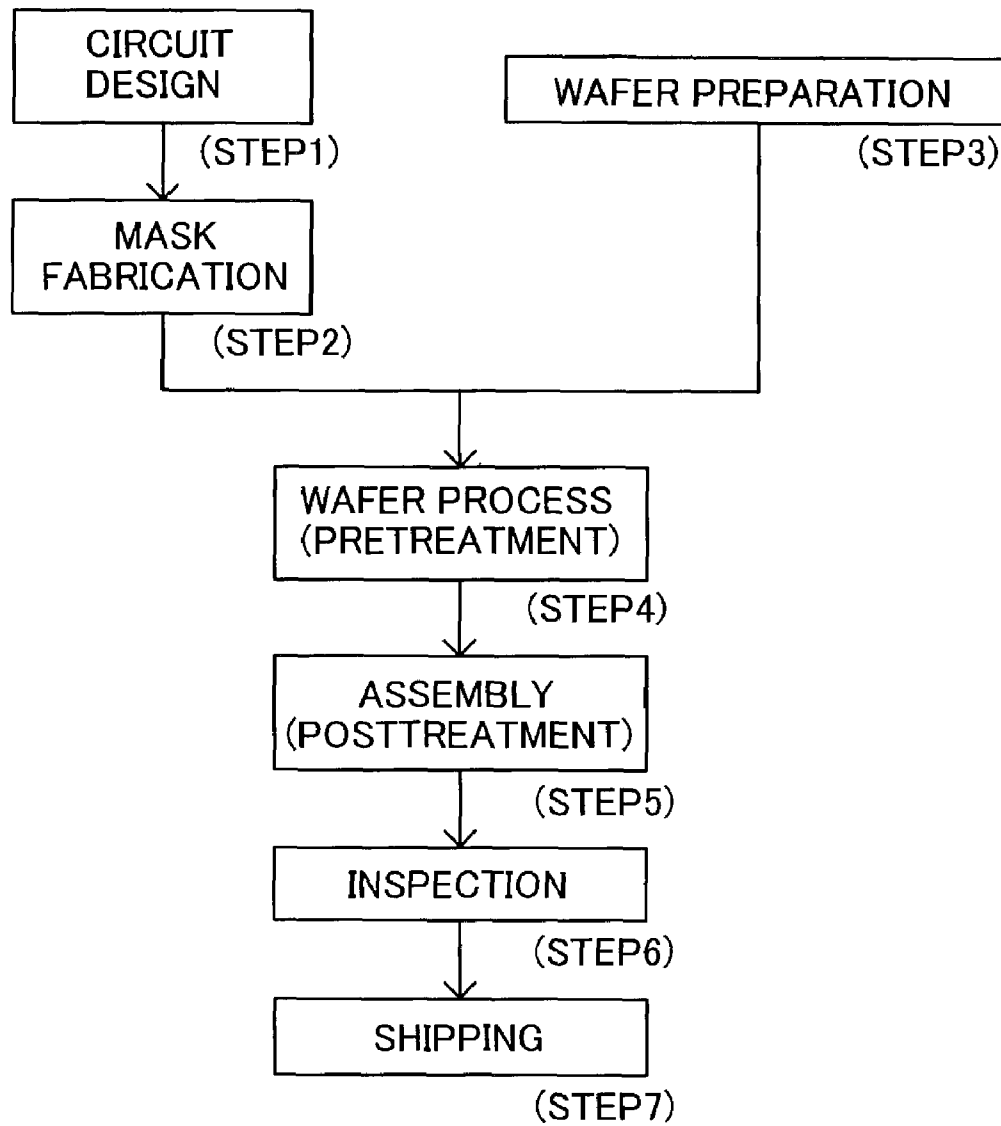 CIRCUIT
DESIGN
(STEP1)
WAFER PREPARATION
(STEP3)
MASK
FABRICATION
(STEP2)
WAFER PROCESS
(PRETREATMENT)
(STEP4)
ASSEMBLY
(POSTTREATMENT)
(STEP5)
INSPECTION
(STEP6)
SHIPPING
(STEP7)